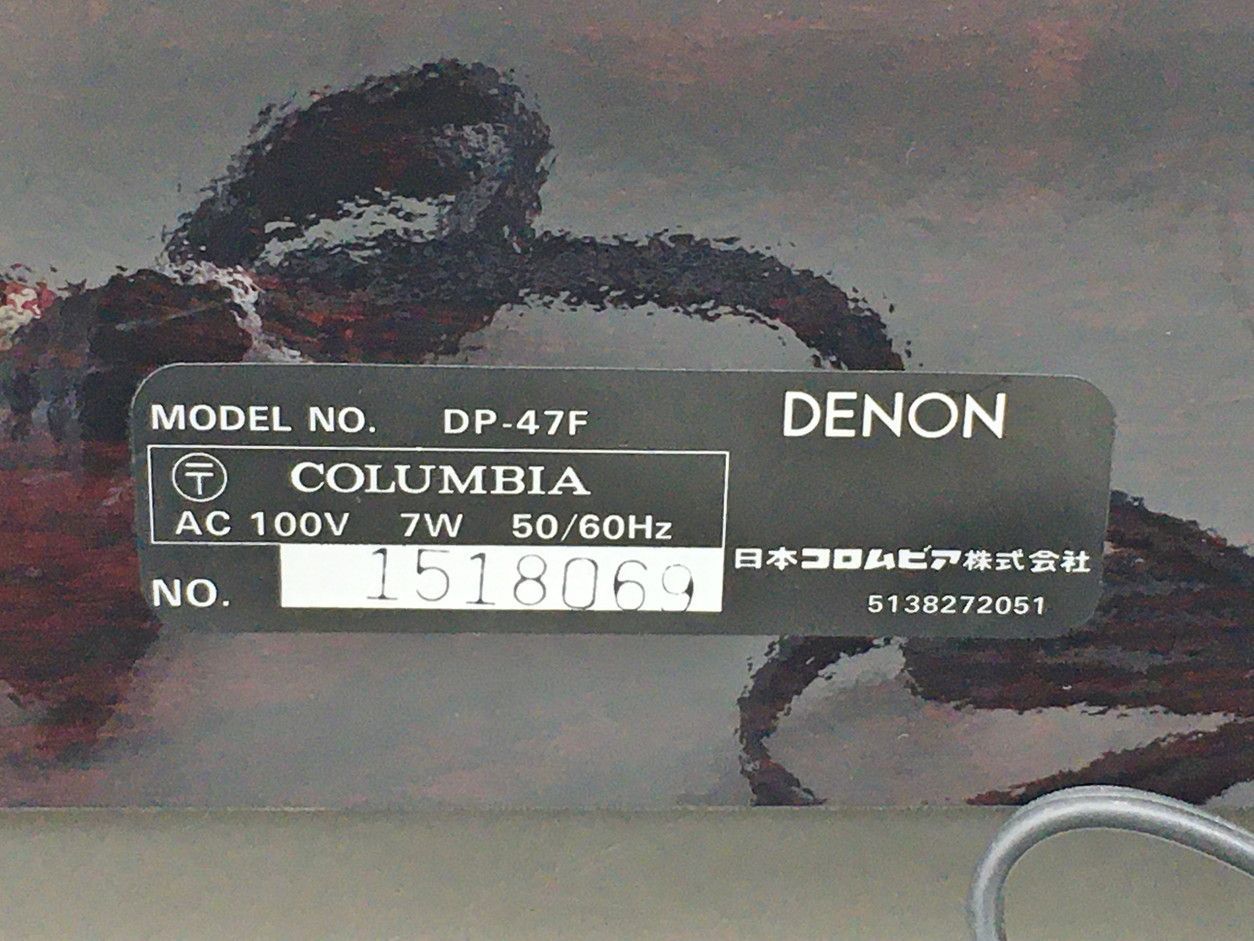 MODEL NO. DP-47F
DENON
〒 COLUMBIA
AC 100V 7W 50/60Hz
NO. 1518069
日本コロムビア株式会社
5138272051